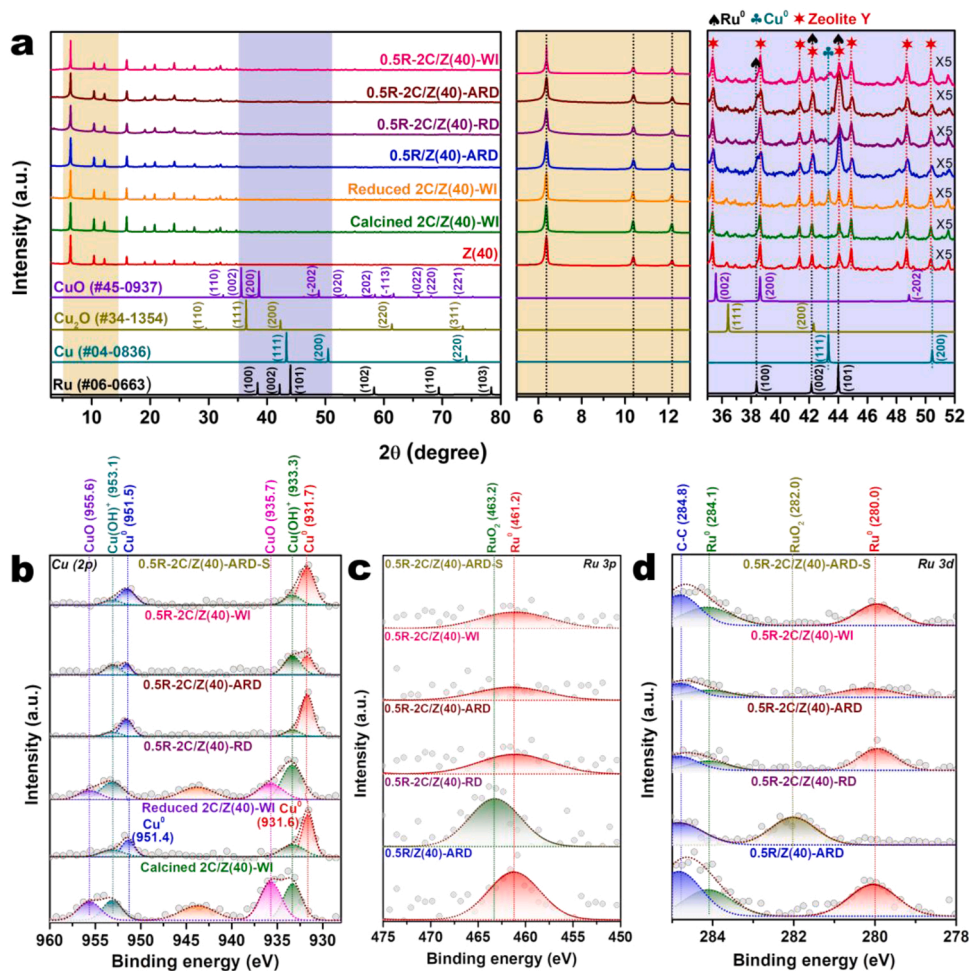 a
Intensity (a.u.)
0.5R-2C/Z(40)-WI
0.5R-2C/Z(40)-ARD
0.5R-2C/Z(40)-RD
0.5R/Z(40)-ARD
Reduced 2C/Z(40)-WI
Calcined 2C/Z(40)-WI
Z(40)
CuO (#45-0937)
(110) (002) (200) (-202) (020) (202) (-113) (022) (220) (221)
Cu₂O (#34-1354)
(110) (111) (200) (220) (311)
Cu (#04-0836)
(111) (200) (220)
Ru (#06-0663)
(100) (002) (101) (102) (110) (103)
10 20 30 40 50 60 70 80
6 8 10 12
♠Ru⁰ ♣Cu⁰ ✶Zeolite Y
X5
X5
X5
X5
X5
X5
X5
(002) (200) (-202)
(111) (200)
(111) (200)
(100) (002) (101)
36 38 40 42 44 46 48 50 52
2θ (degree)
b
Cu (2p)
CuO (955.6)
Cu(OH)⁺ (953.1)
Cu⁰ (951.5)
CuO (935.7)
Cu(OH)⁺ (933.3)
Cu⁰ (931.7)
0.5R-2C/Z(40)-ARD-S
0.5R-2C/Z(40)-WI
0.5R-2C/Z(40)-ARD
0.5R-2C/Z(40)-RD
Reduced 2C/Z(40)-WI Cu⁰
Cu⁰ (931.6)
(951.4)
Calcined 2C/Z(40)-WI
Intensity (a.u.)
960 955 950 945 940 935 930
Binding energy (eV)
c
Ru 3p
RuO₂ (463.2)
Ru⁰ (461.2)
0.5R-2C/Z(40)-ARD-S
0.5R-2C/Z(40)-WI
0.5R-2C/Z(40)-ARD
0.5R-2C/Z(40)-RD
0.5R/Z(40)-ARD
Intensity (a.u.)
475 470 465 460 455 450
Binding energy (eV)
d
Ru 3d
C-C (284.8)
Ru⁰ (284.1)
RuO₂ (282.0)
Ru⁰ (280.0)
0.5R-2C/Z(40)-ARD-S
0.5R-2C/Z(40)-WI
0.5R-2C/Z(40)-ARD
0.5R-2C/Z(40)-RD
0.5R/Z(40)-ARD
Intensity (a.u.)
284 282 280 278
Binding energy (eV)